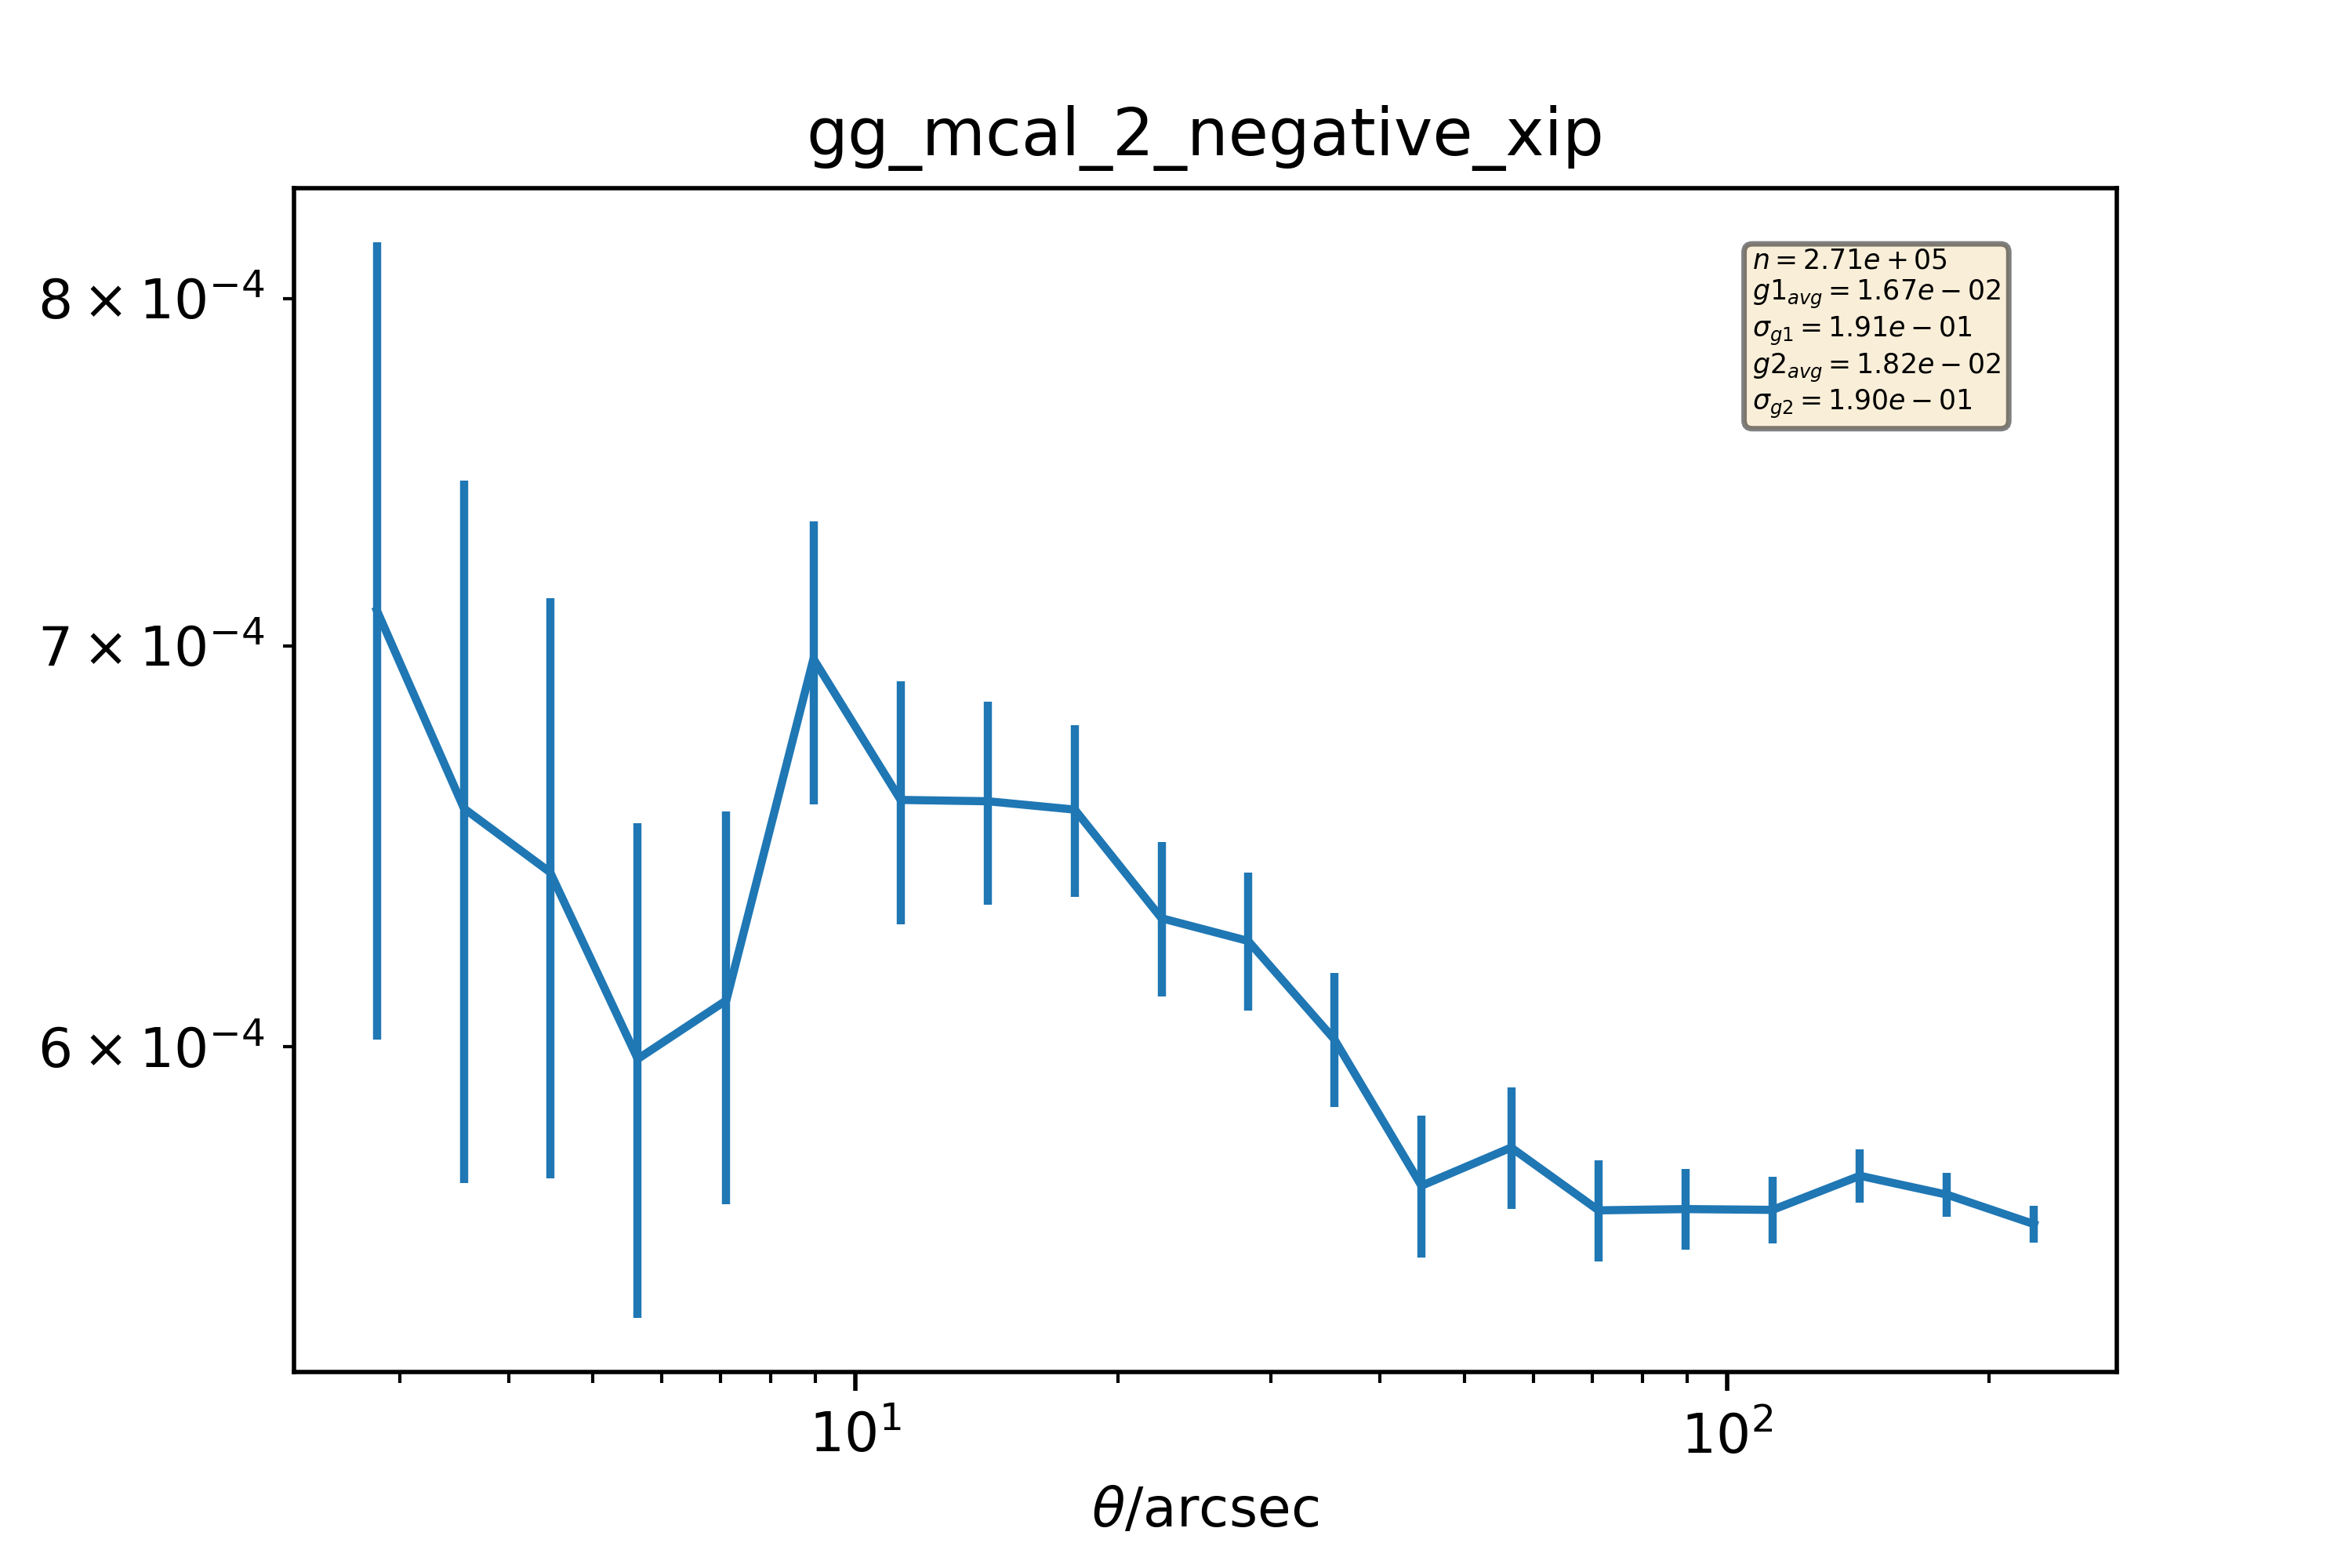 gg_mcal_2_negative_xip
n = 2.71e + 05
g1avg = 1.67e − 02
σg1 = 1.91e − 01
g2avg = 1.82e − 02
σg2 = 1.90e − 01
8 × 10⁻⁴
7 × 10⁻⁴
6 × 10⁻⁴
10¹ 10²
θ/arcsec